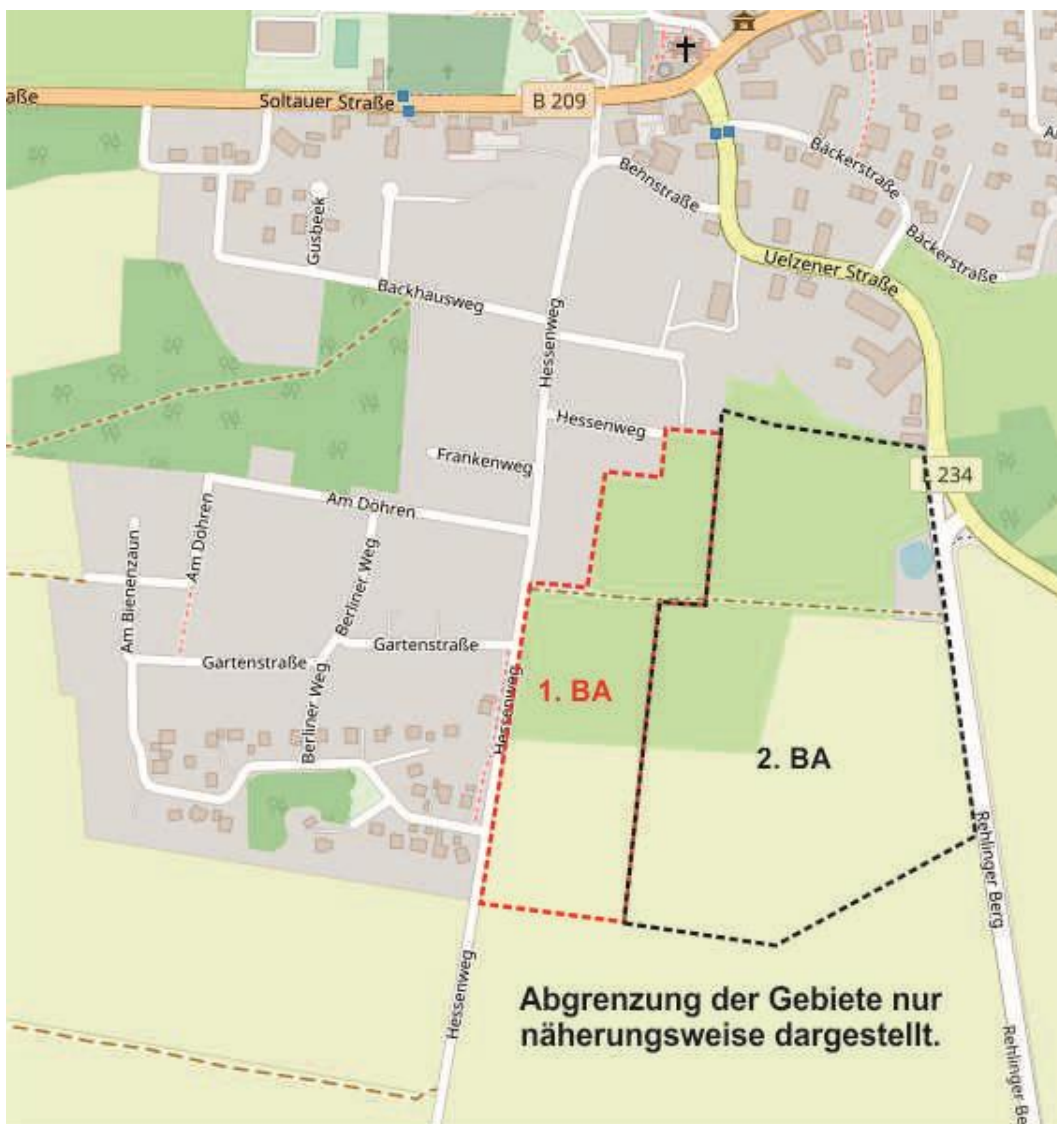 aße
Soltauer Straße
B 209
Bäckerstraße
Behnstraße
Gusbeek
Bäckerstraße
Uelzener Straße
Backhausweg
Hessenweg
Hessenweg
Frankenweg
234
Am Döhren
Am Döhren
Am Bienenzaun
Berliner Weg
Gartenstraße
Gartenstraße
Hessenweg
1. BA
Berliner Weg
2. BA
Rehlinger Berg
Hessenweg
Abgrenzung der Gebiete nur
näherungsweise dargestellt.
Rehlinger Be